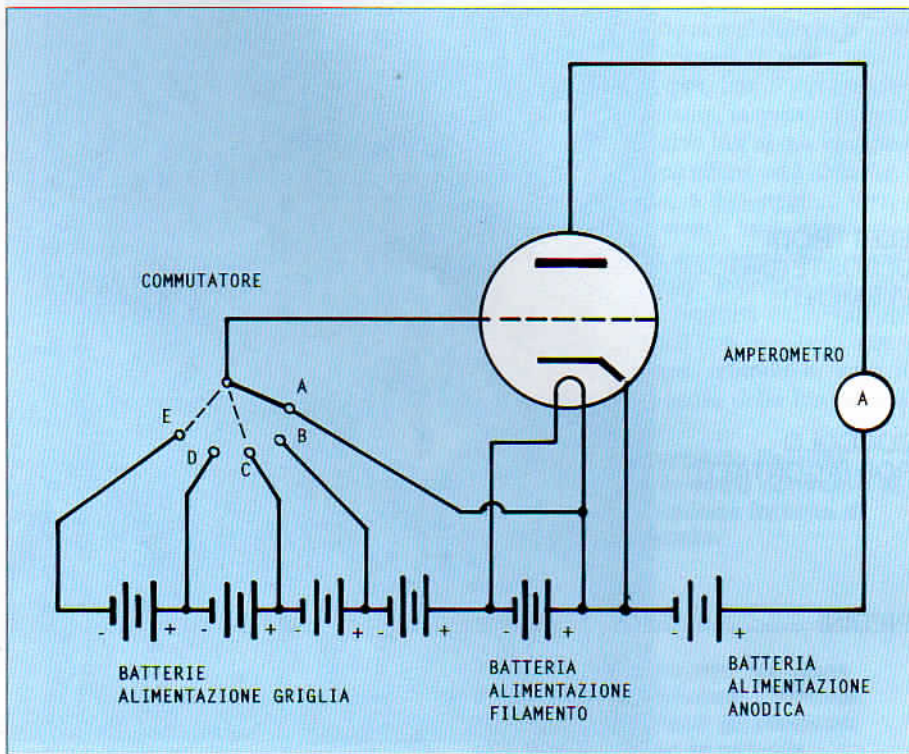 COMMUTATORE
AMPEROMETRO
A
A
E
B
D
C
- + - + - + - + - + - +
BATTERIE
ALIMENTAZIONE GRIGLIA
BATTERIA
ALIMENTAZIONE
FILAMENTO
BATTERIA
ALIMENTAZIONE
ANODICA